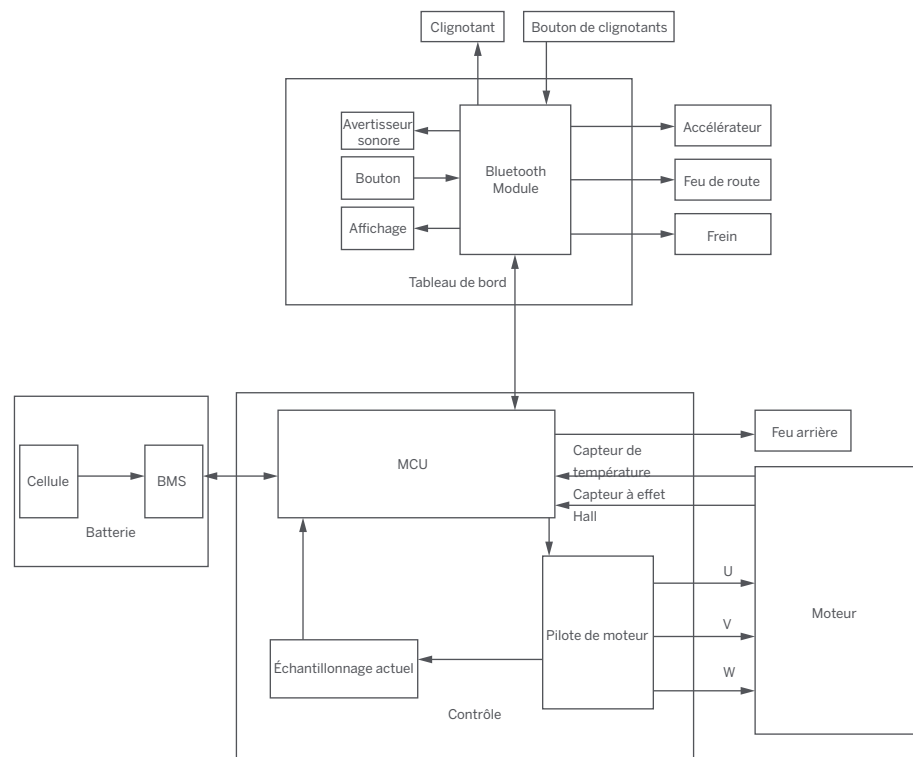 Clignotant
Bouton de clignotants
Avertisseur
sonore
Bouton
Affichage
Bluetooth
Module
Accélérateur
Feu de route
Frein
Tableau de bord
Cellule
BMS
Batterie
MCU
Feu arrière
Capteur de
température
Capteur à effet
Hall
Pilote de moteur
U
V
W
Moteur
Échantillonnage actuel
Contrôle